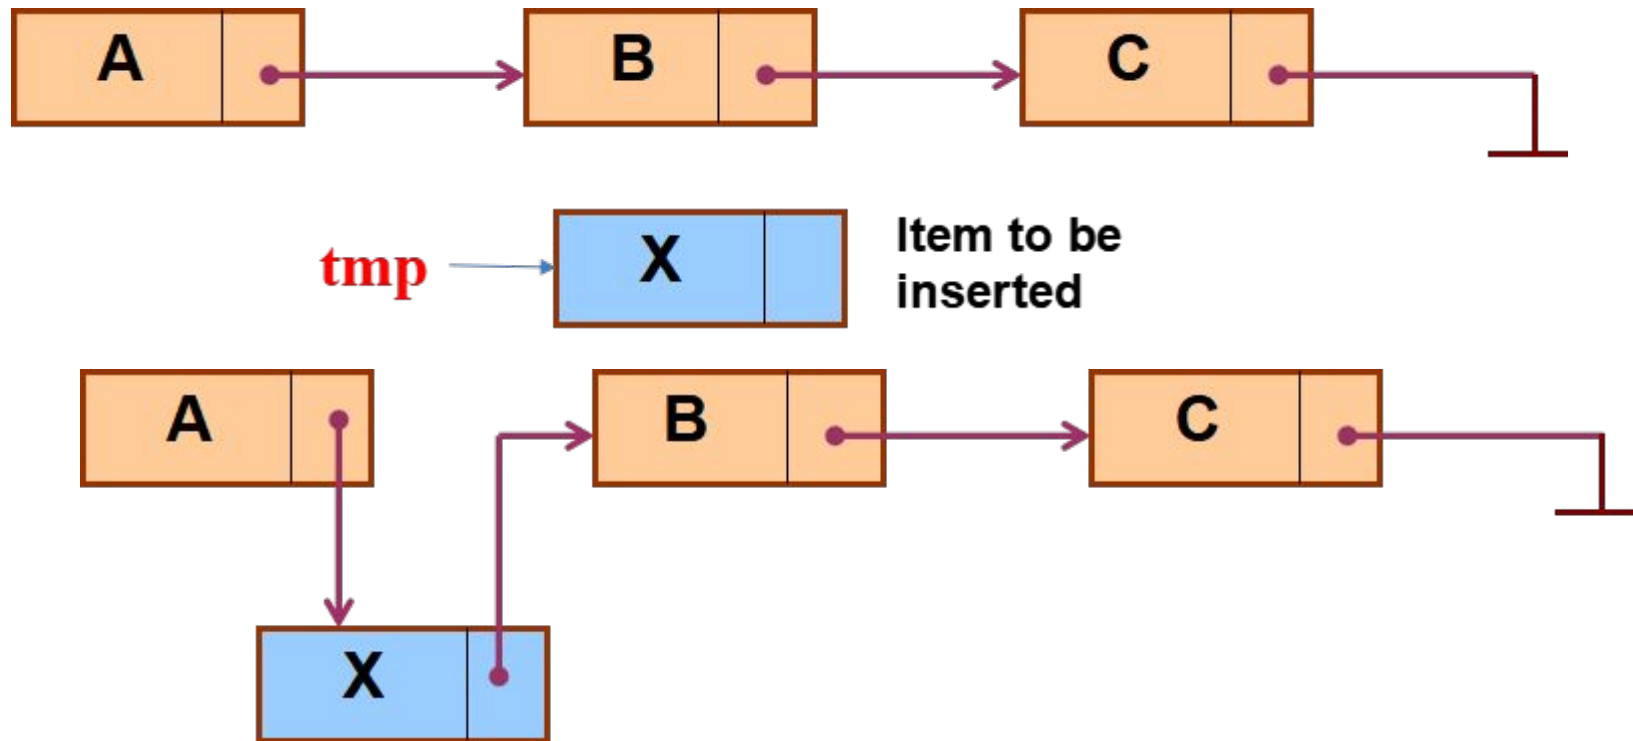 A B C
tmp X Item to be
inserted
A B C
X